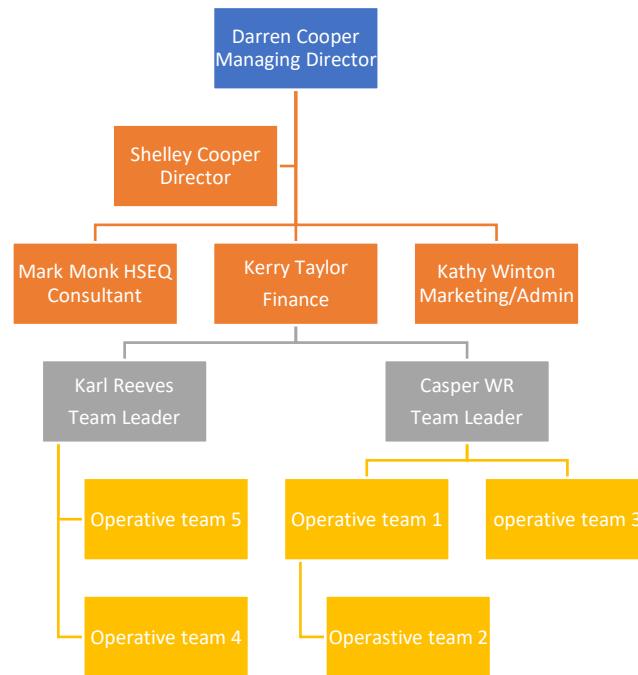 Darren Cooper
Managing Director
Shelley Cooper
Director
Mark Monk HSEQ
Consultant
Kerry Taylor
Finance
Kathy Winton
Marketing/Admin
Karl Reeves
Team Leader
Casper WR
Team Leader
Operative team 5
Operative team 1
operative team 3
Operative team 4
Operastive team 2